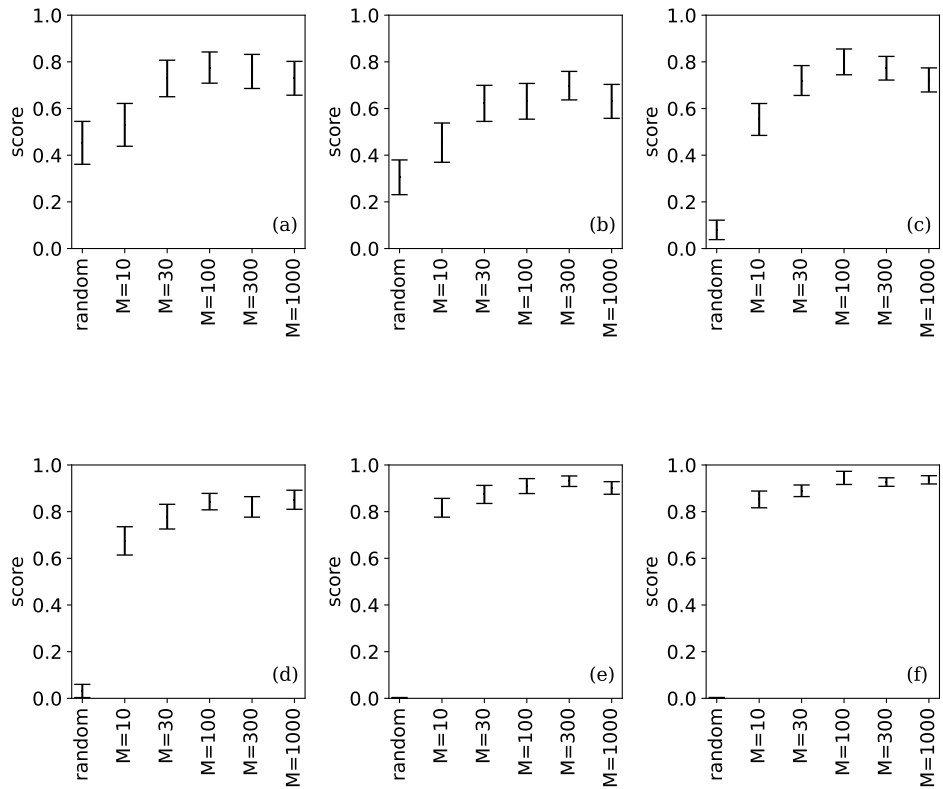 1.0
0.8
0.6
0.4
0.2
0.0
score
(a)
random
M=10
M=30
M=100
M=300
M=1000
1.0
0.8
0.6
0.4
0.2
0.0
score
(b)
random
M=10
M=30
M=100
M=300
M=1000
1.0
0.8
0.6
0.4
0.2
0.0
score
(c)
random
M=10
M=30
M=100
M=300
M=1000
1.0
0.8
0.6
0.4
0.2
0.0
score
(d)
random
M=10
M=30
M=100
M=300
M=1000
1.0
0.8
0.6
0.4
0.2
0.0
score
(e)
random
M=10
M=30
M=100
M=300
M=1000
1.0
0.8
0.6
0.4
0.2
0.0
score
(f)
random
M=10
M=30
M=100
M=300
M=1000